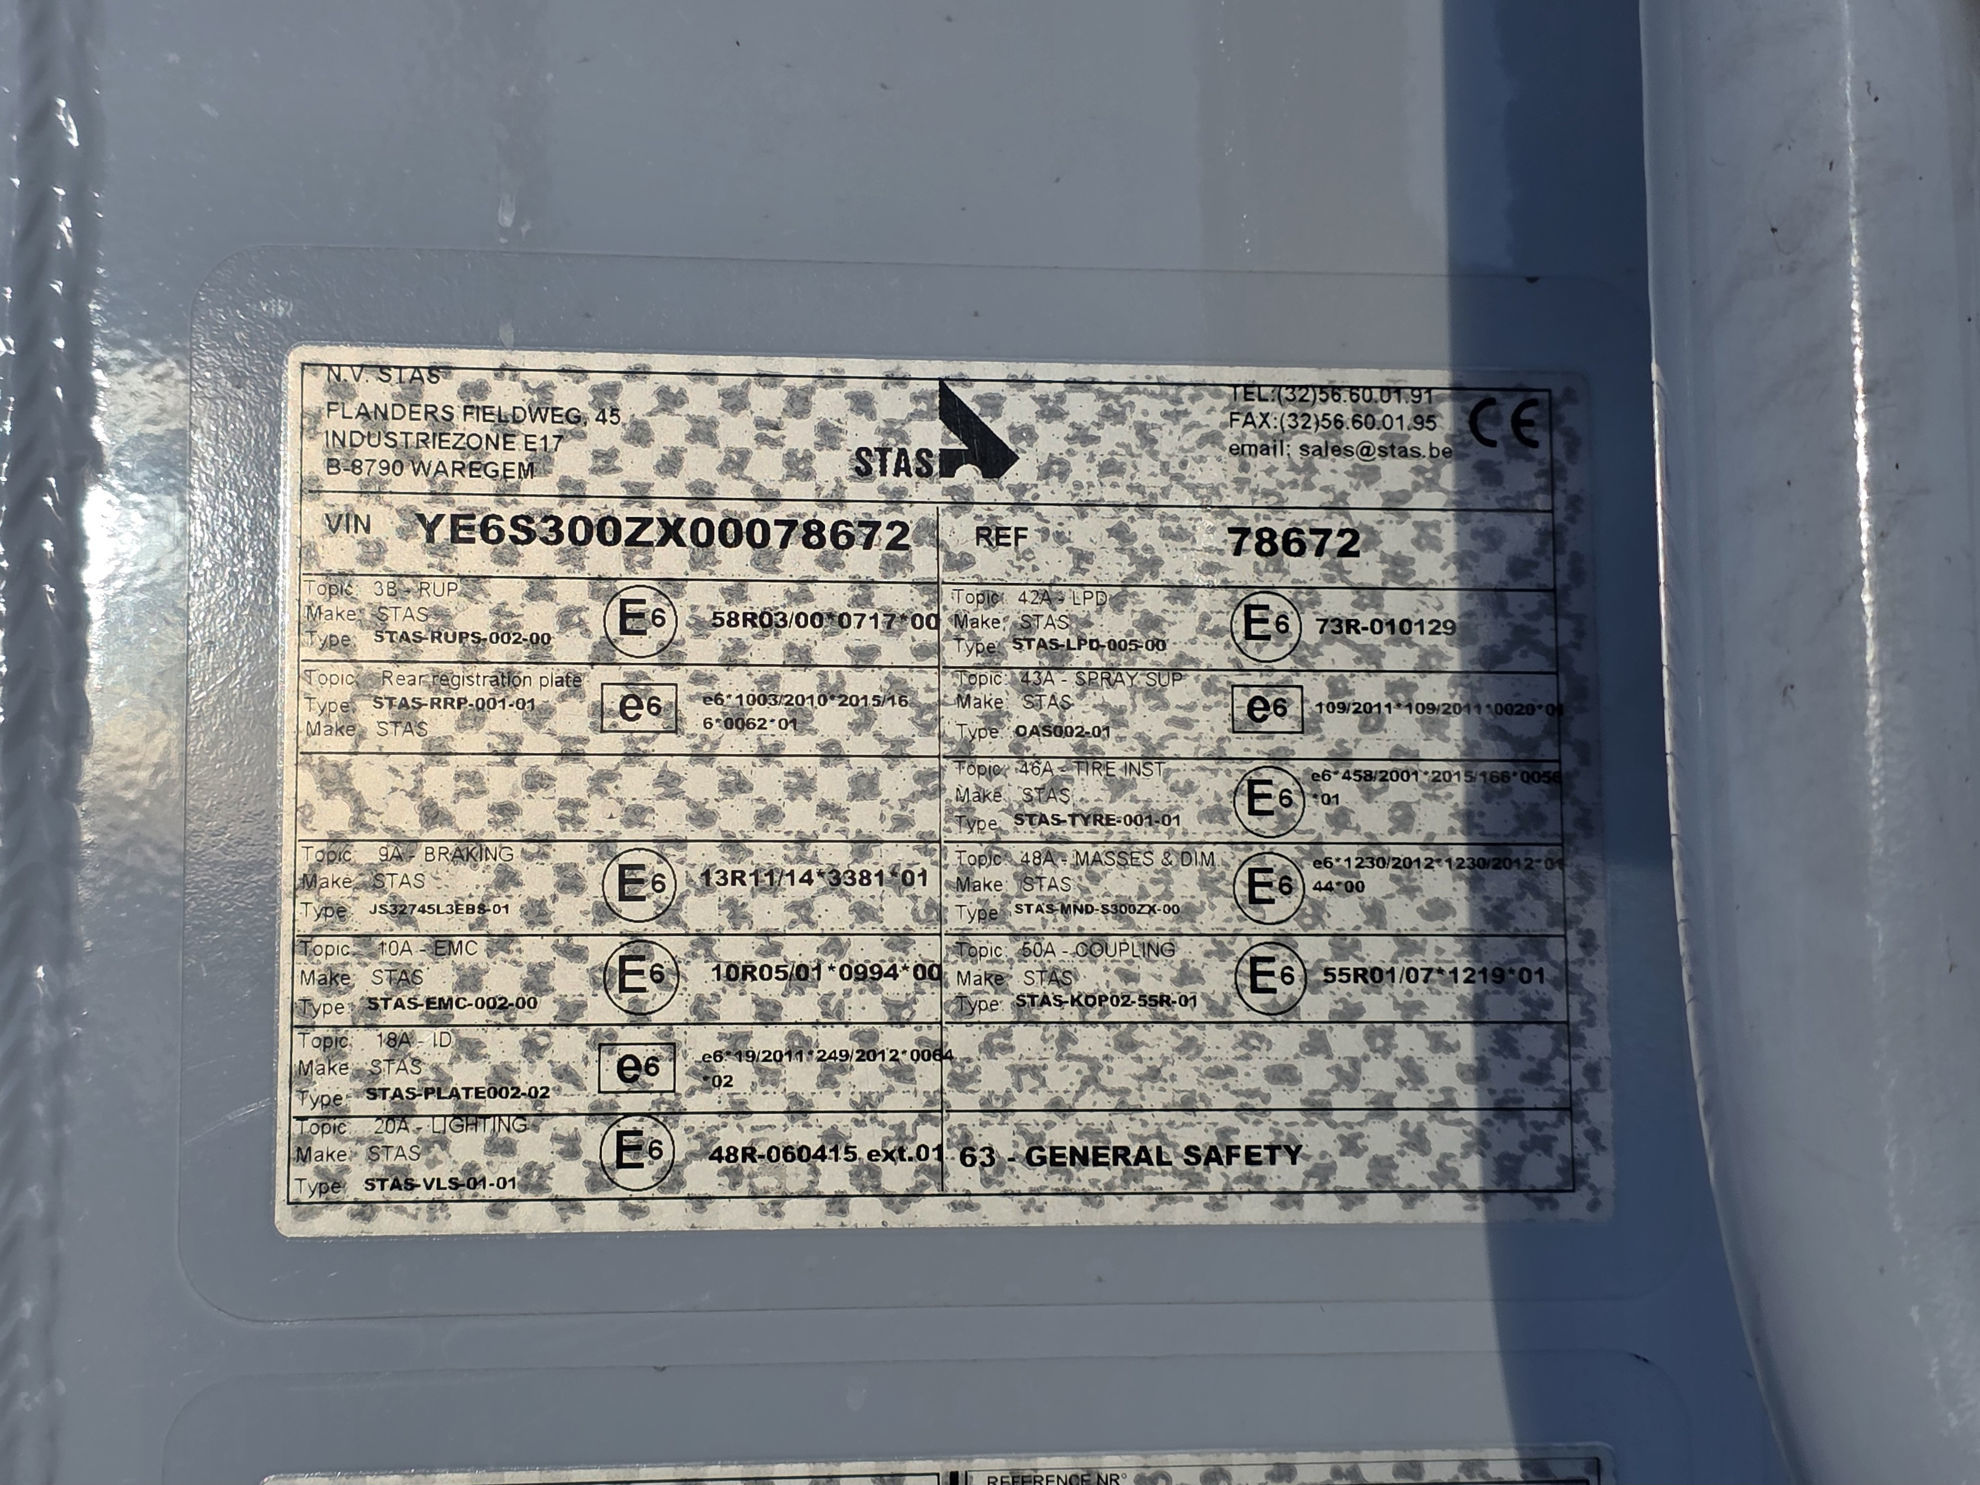 N.V. STAS
FLANDERS FIELDWEG, 45
INDUSTRIEZONE E17
B-8790 WAREGEM
STAS
TEL:(32)56.60.01.91
FAX:(32)56.60.01.95
email: sales@stas.be
CE
VIN YE6S300ZX00078672
REF 78672
Topic: 3B - RUP
Make: STAS
Type: STAS-RUPS-002-00
E6
58R03/00*0717*00
Topic: 42A - LPD
Make: STAS
Type: STAS-LPD-005-00
E6
73R-010129
Topic: Rear registration plate
Type: STAS-RRP-001-01
Make: STAS
e6
e6*1003/2010*2015/16
6*0062*01
Topic: 43A - SPRAY SUP
Make: STAS
Type: OAS002-01
e6
109/2011*109/2011*0020*01
Topic: 46A - TIRE INST
Make: STAS
Type: STAS-TYRE-001-01
E6
e6*458/2001*2015/166*0056
*01
Topic: 9A - BRAKING
Make: STAS
Type: JS32745L3EBS-01
E6
13R11/14*3381*01
Topic: 48A - MASSES & DIM
Make: STAS
Type: STAS-MND-S300ZX-00
E6
e6*1230/2012*1230/2012*01
44*00
Topic: 10A - EMC
Make: STAS
Type: STAS-EMC-002-00
E6
10R05/01*0994*00
Topic: 50A - COUPLING
Make: STAS
Type: STAS-KOP02-55R-01
E6
55R01/07*1219*01
Topic: 18A - ID
Make: STAS
Type: STAS-PLATE002-02
e6
e6*19/2011*249/2012*0064
*02
Topic: 20A - LIGHTING
Make: STAS
Type: STAS-VLS-01-01
E6
48R-060415 ext.01
63 - GENERAL SAFETY
REFERENCE NR°